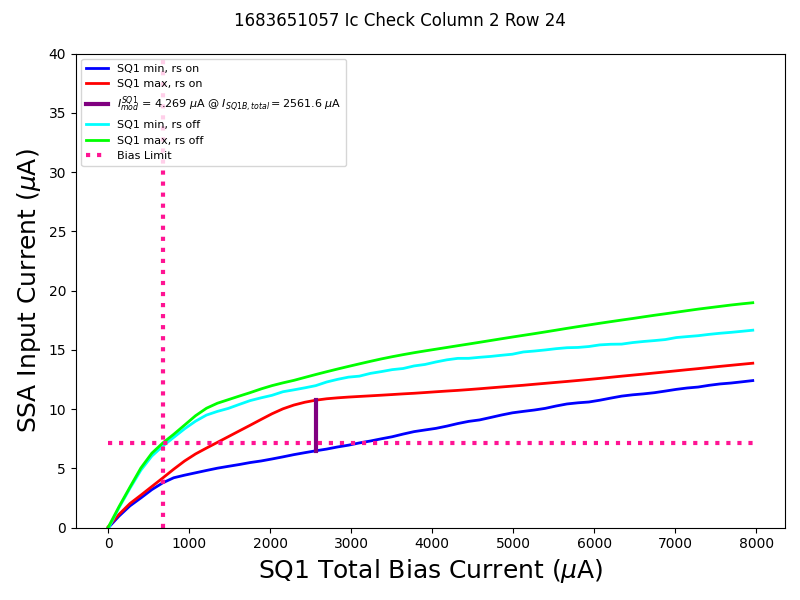 1683651057 Ic Check Column 2 Row 24
SSA Input Current (μA)
40
35
30
25
20
15
10
5
0
SQ1 min, rs on
SQ1 max, rs on
I_{mod}^{SQ1} = 4.269 μA @ I_{SQ1B,total} = 2561.6 μA
SQ1 min, rs off
SQ1 max, rs off
Bias Limit
0 1000 2000 3000 4000 5000 6000 7000 8000
SQ1 Total Bias Current (μA)